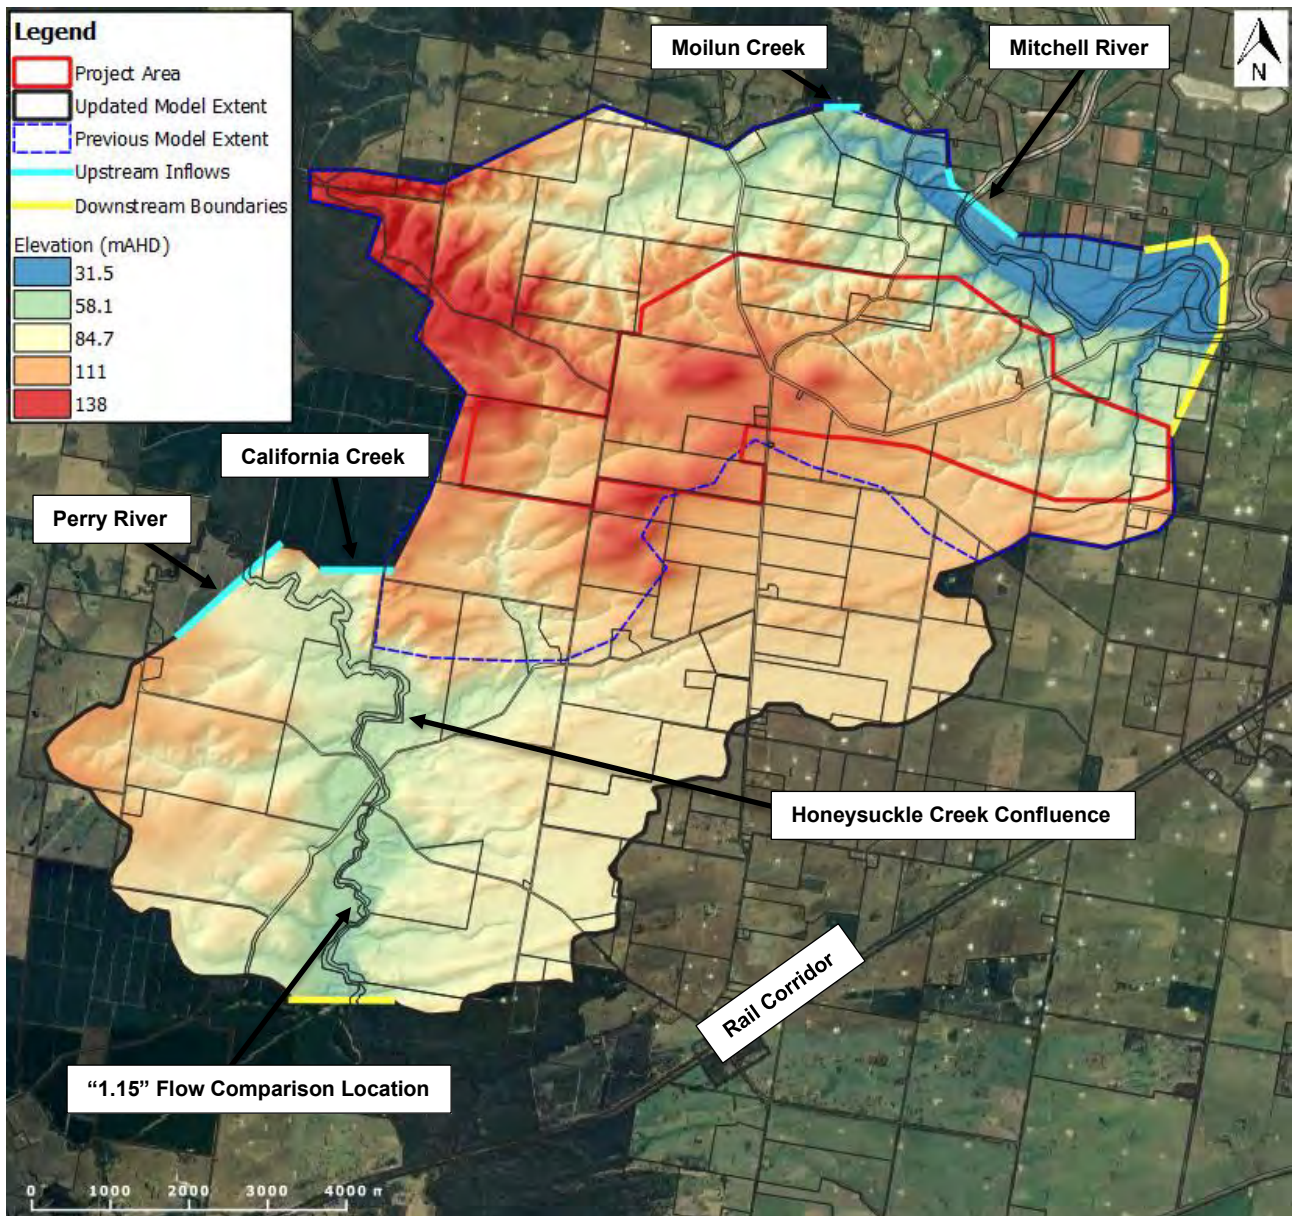 Legend
Project Area
Updated Model Extent
Previous Model Extent
Upstream Inflows
Downstream Boundaries
Elevation (mAHD)
31.5
58.1
84.7
111
138
Moilun Creek
Mitchell River
N
California Creek
Perry River
Honeysuckle Creek Confluence
Rail Corridor
“1.15” Flow Comparison Location
0 1000 2000 3000 4000 m